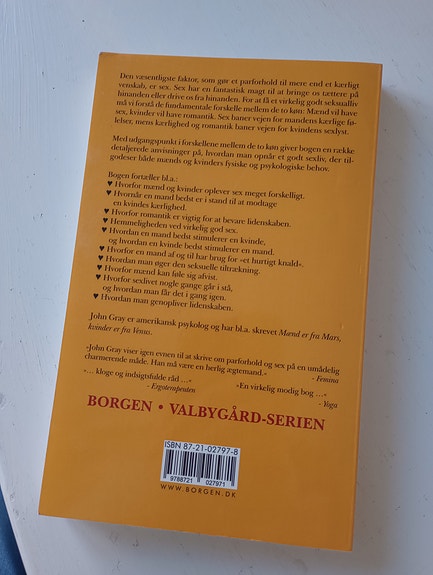 Den væsentligste faktor, som gør et parforhold til mere end et kærligt
venskab, er sex. Sex har en fantastisk magt til at bringe os tættere på
hinanden eller drive os fra hinanden. For at få et virkelig godt seksualliv
må vi forstå de fundamentale forskelle mellem de to køn: Mænd vil have
sex, kvinder vil have romantik. Sex baner vejen for mandens kærlige fø-
lelser, mens kærlighed og romantik baner vejen for kvindens sexlyst.
Med udgangspunkt i forskellene mellem de to køn giver bogen en række
detaljerede anvisninger på, hvordan man opnår et godt sexliv, der til-
godeser både mænds og kvinders fysiske og psykologiske behov.
Bogen fortæller bl.a.:
♥ Hvorfor mænd og kvinder oplever sex meget forskelligt.
♥ Hvornår en mand bedst er i stand til at modtage
en kvindes kærlighed.
♥ Hvorfor romantik er vigtig for at bevare lidenskaben.
♥ Hemmeligheden ved virkelig god sex.
♥ Hvordan en mand bedst stimulerer en kvinde,
og hvordan en kvinde bedst stimulerer en mand.
♥ Hvorfor en mand af og til har brug for »et hurtigt knald«.
♥ Hvordan man øger den seksuelle tiltrækning.
♥ Hvorfor mænd kan føle sig afvist.
♥ Hvorfor sexlivet nogle gange går i stå,
og hvordan man får det i gang igen.
♥ Hvordan man genopliver lidenskaben.
John Gray er amerikansk psykolog og har bl.a. skrevet Mænd er fra Mars,
kvinder er fra Venus.
»John Gray viser igen evnen til at skrive om parforhold og sex på en umådelig
charmerende måde. Han må være en herlig ægtemand.«
- Femina
»... kloge og indsigtsfulde råd ...«
- Ergoterapeuten
»En virkelig modig bog ...«
- Yoga
BORGEN • VALBYGÅRD-SERIEN
ISBN 87-21-02797-8
9788721 027971
WWW.BORGEN.DK